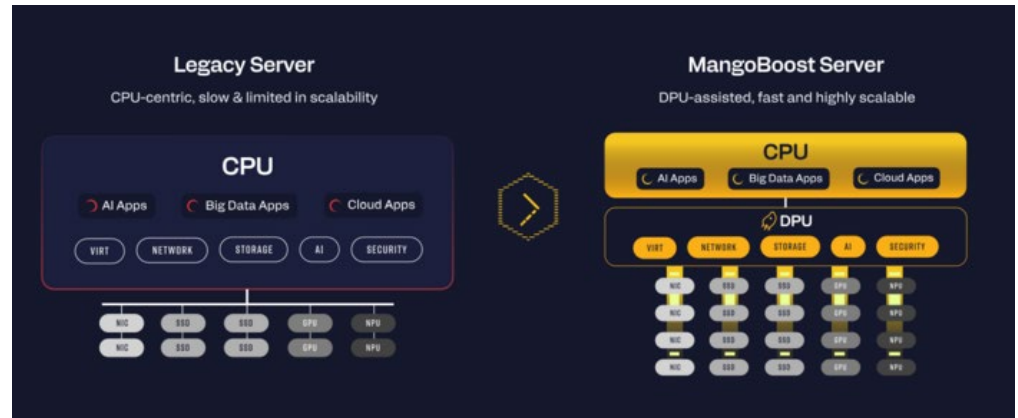 Legacy Server
CPU-centric, slow & limited in scalability
CPU
AI Apps Big Data Apps Cloud Apps
VIRT NETWORK STORAGE AI SECURITY
NIC SSD SSD GPU NPU
NIC SSD SSD GPU NPU
MangoBoost Server
DPU-assisted, fast and highly scalable
CPU
AI Apps Big Data Apps Cloud Apps
DPU
VIRT NETWORK STORAGE AI SECURITY
NIC SSD SSD GPU NPU
NIC SSD SSD GPU NPU
NIC SSD SSD GPU NPU
NIC SSD SSD GPU NPU